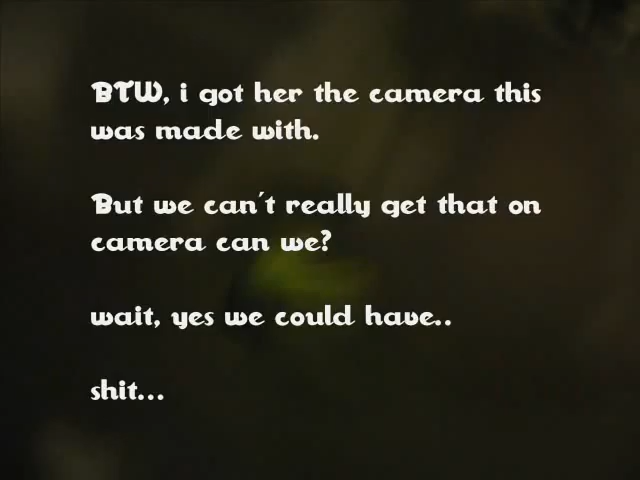 BTW, i got her the camera this
was made with.
But we can't really get that on
camera can we?
wait, yes we could have..
shit...